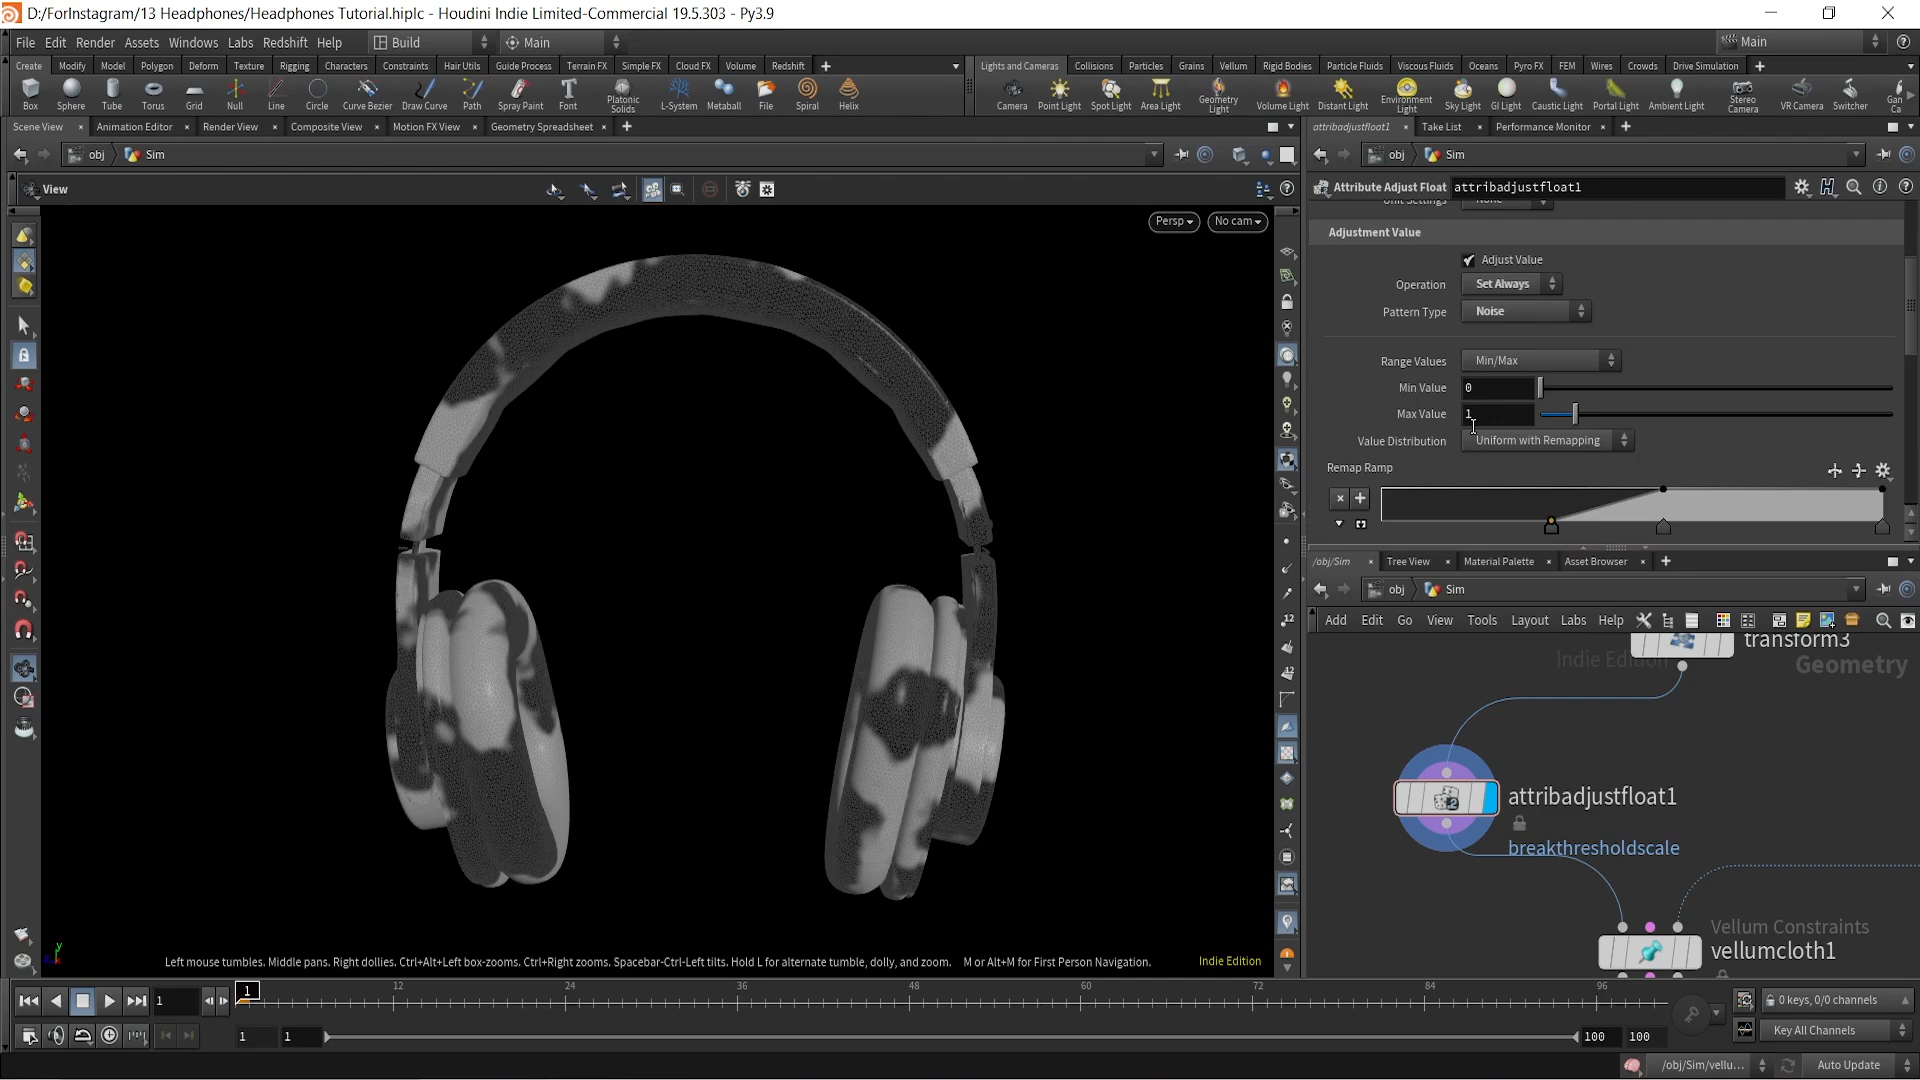 D:/ForInstagram/13 Headphones/Headphones Tutorial.hiplc - Houdini Indie Limited-Commercial 19.5.303 - Py3.9
File Edit Render Assets Windows Labs Redshift Help Build Main Main
Create Modify Model Polygon Deform Texture Rigging Characters Constraints Hair Utils Guide Process Terrain FX Simple FX Cloud FX Volume Redshift
Lights and Cameras Collisions Particles Grains Vellum Rigid Bodies Particle Fluids Viscous Fluids Oceans Pyro FX FEM Wires Crowds Drive Simulation
Box Sphere Tube Torus Grid Null Line Circle Curve Bezier Draw Curve Path Spray Paint Font Platonic Solids L-System Metaball File Spiral Helix
Camera Point Light Spot Light Area Light Geometry Light Volume Light Distant Light Environment Light Sky Light GI Light Caustic Light Portal Light Ambient Light Stereo Camera VR Camera Switcher
Scene View Animation Editor Render View Composite View Motion FX View Geometry Spreadsheet
attribadjustfloat1 Take List Performance Monitor
obj Sim
obj Sim
View
Attribute Adjust Float attribadjustfloat1
Persp No cam
Adjustment Value
Adjust Value
Operation Set Always
Pattern Type Noise
Range Values Min/Max
Min Value 0
Max Value 1
Value Distribution Uniform with Remapping
Remap Ramp
/obj/Sim Tree View Material Palette Asset Browser
obj Sim
Add Edit Go View Tools Layout Labs Help
transform3
Geometry
attribadjustfloat1
breakthresholdscale
Vellum Constraints
vellumcloth1
Left mouse tumbles. Middle pans. Right dollies. Ctrl+Alt+Left box-zooms. Ctrl+Right zooms. Spacebar-Ctrl-Left tilts. Hold L for alternate tumble, dolly, and zoom. M or Alt+M for First Person Navigation.
Indie Edition
1 1 12 24 36 48 60 72 84 96
0 keys, 0/0 channels
1 1 100 100
Key All Channels
/obj/Sim/vellu... Auto Update